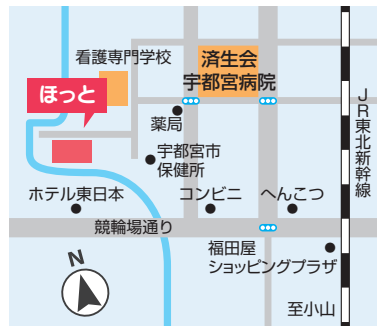 看護専門学校
済生会
宇都宮病院
ほっと
薬局
JR東北新幹線
宇都宮市
保健所
ホテル東日本
コンビニ
へんこつ
競輪場通り
福田屋
ショッピングプラザ
N
至小山